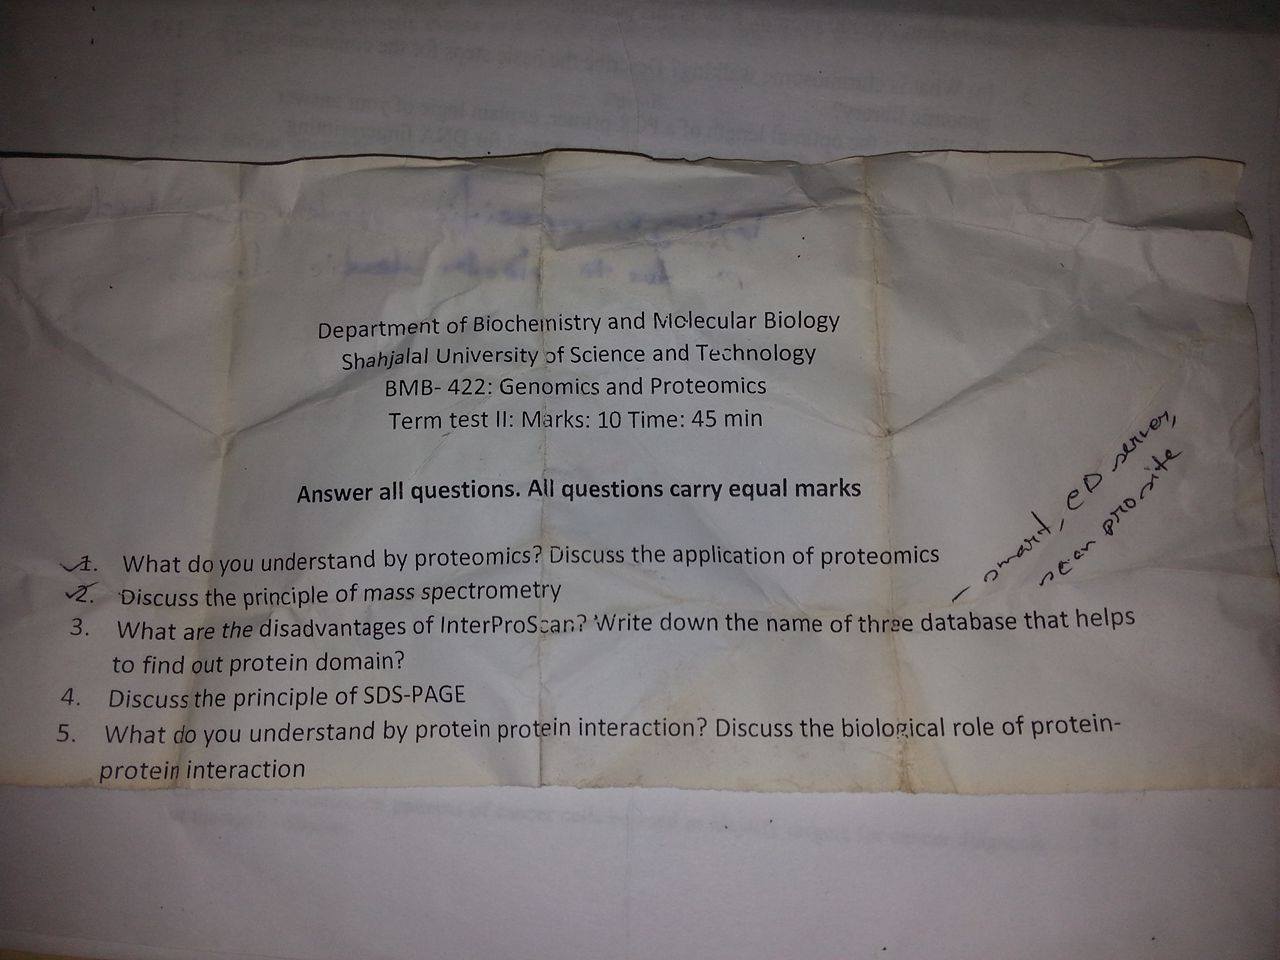 Department of Biochemistry and Molecular Biology
Shahjalal University of Science and Technology
BMB- 422: Genomics and Proteomics
Term test II: Marks: 10 Time: 45 min
Answer all questions. All questions carry equal marks
1. What do you understand by proteomics? Discuss the application of proteomics
2. Discuss the principle of mass spectrometry
3. What are the disadvantages of InterProScan? Write down the name of three database that helps
to find out protein domain?
4. Discuss the principle of SDS-PAGE
5. What do you understand by protein protein interaction? Discuss the biological role of protein-
protein interaction
- smart, CD server,
scan prosite